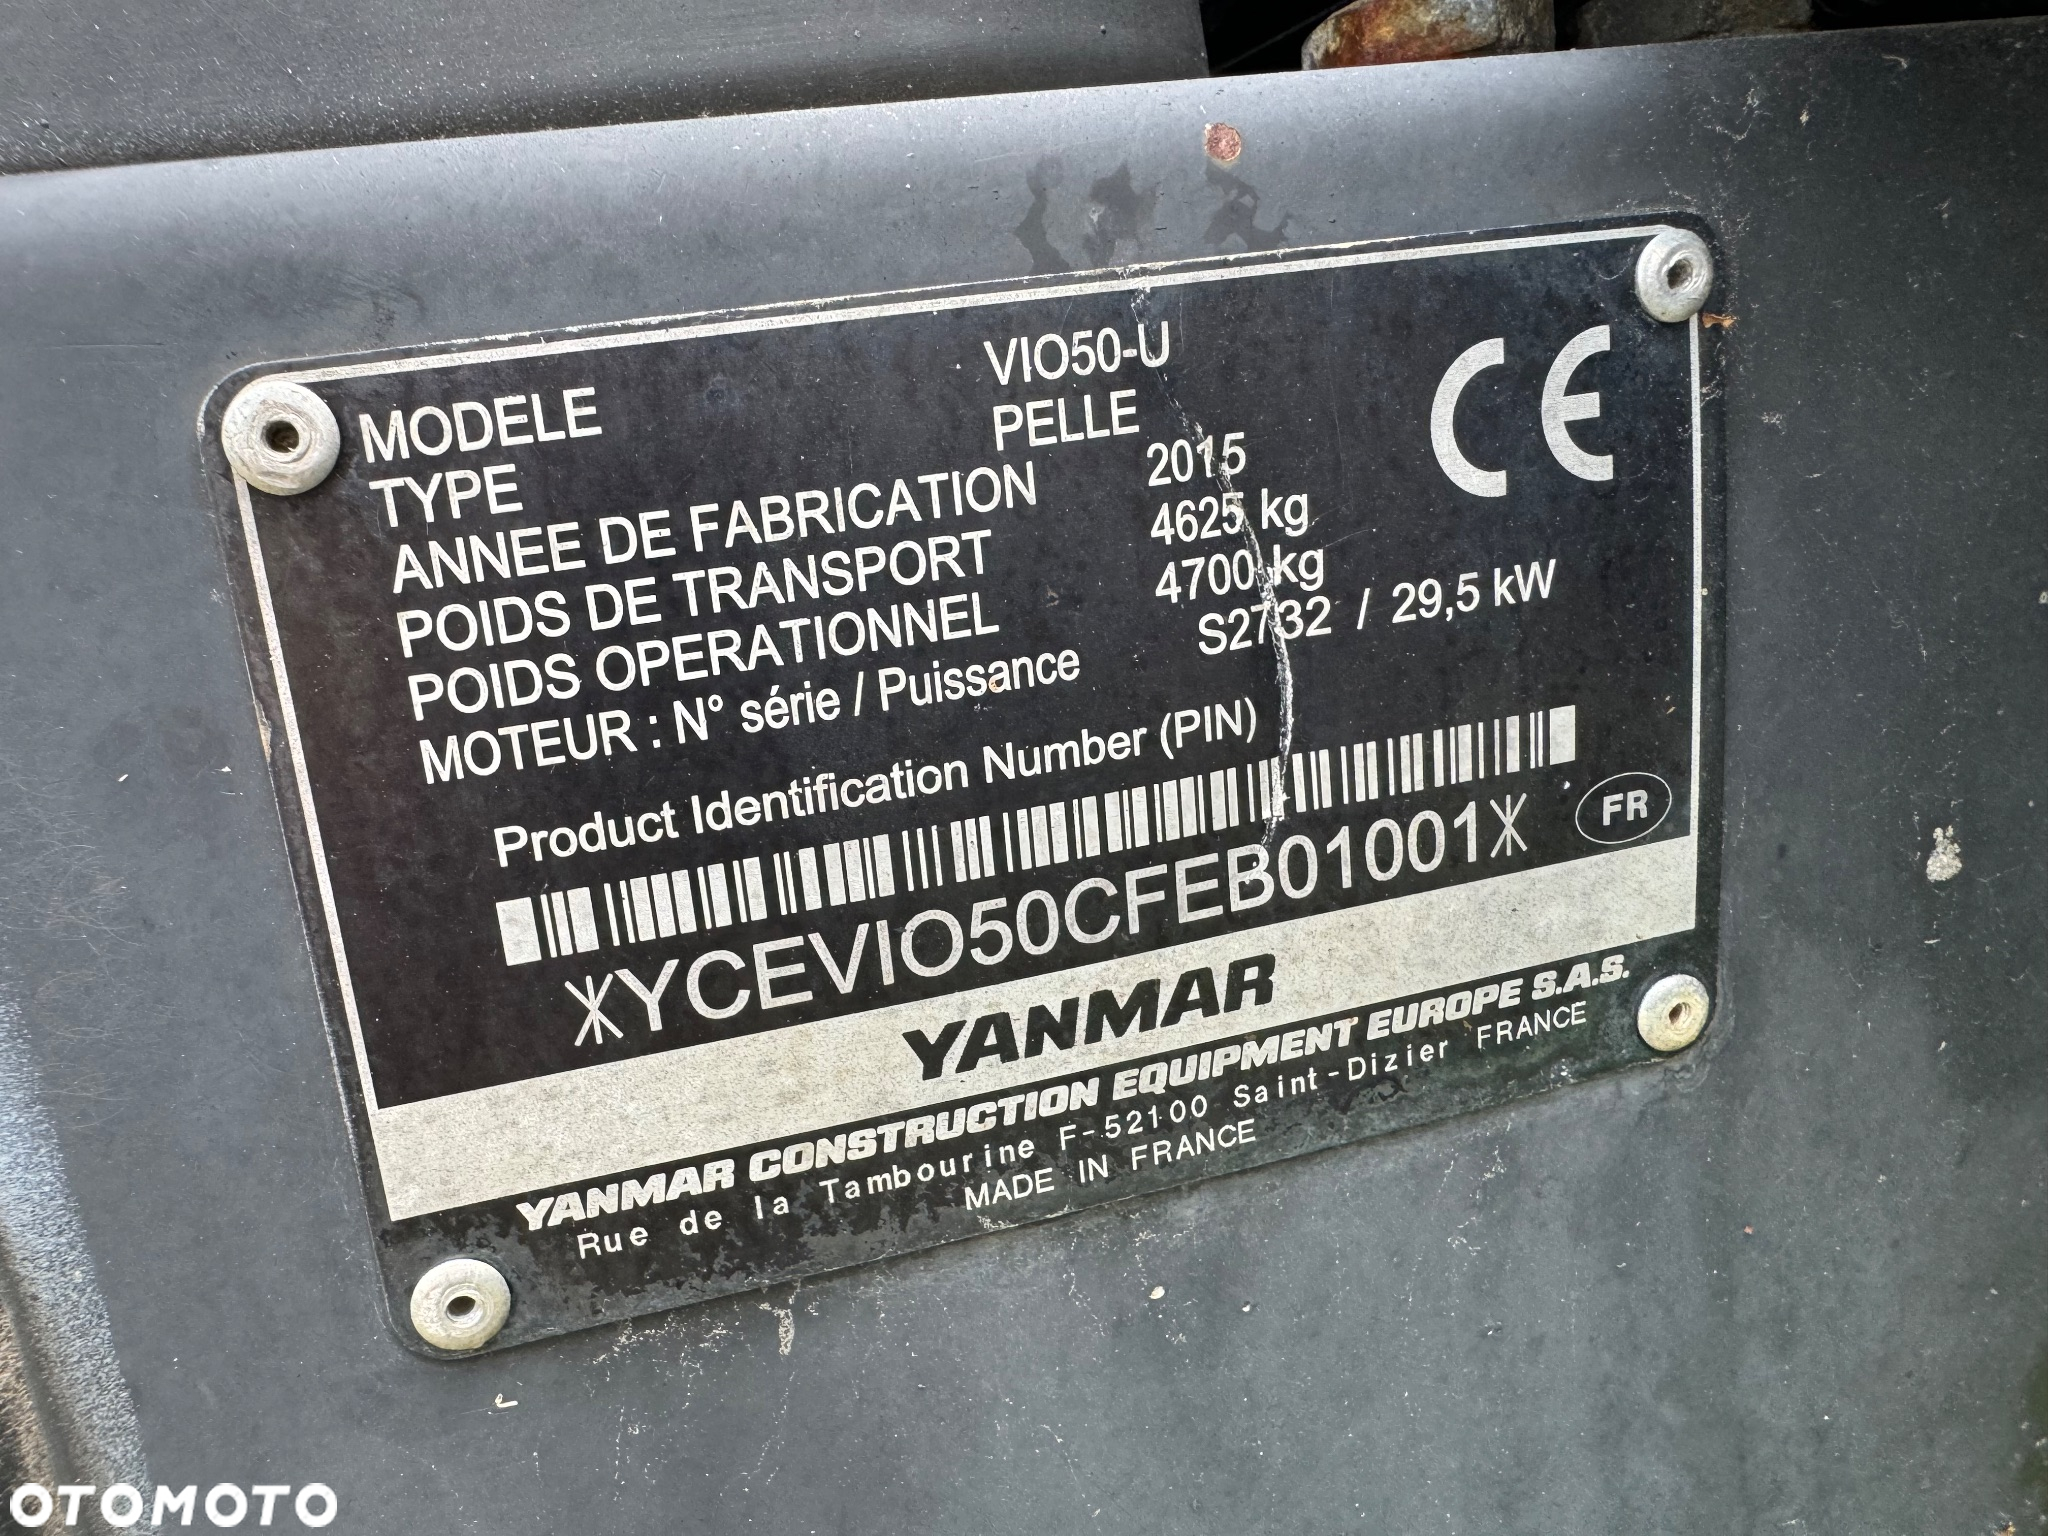 MODELE VIO50-U
TYPE PELLE
ANNEE DE FABRICATION 2015
POIDS DE TRANSPORT 4625 kg
POIDS OPERATIONNEL 4700 kg
MOTEUR : N° série / Puissance S2732 / 29,5 kW
CE
Product Identification Number (PIN)
*YCEVIO50CFEB01001*
FR
YANMAR
YANMAR CONSTRUCTION EQUIPMENT EUROPE S.A.S.
Rue de la Tambourine F-52100 Saint-Dizier FRANCE
MADE IN FRANCE
OTOMOTO